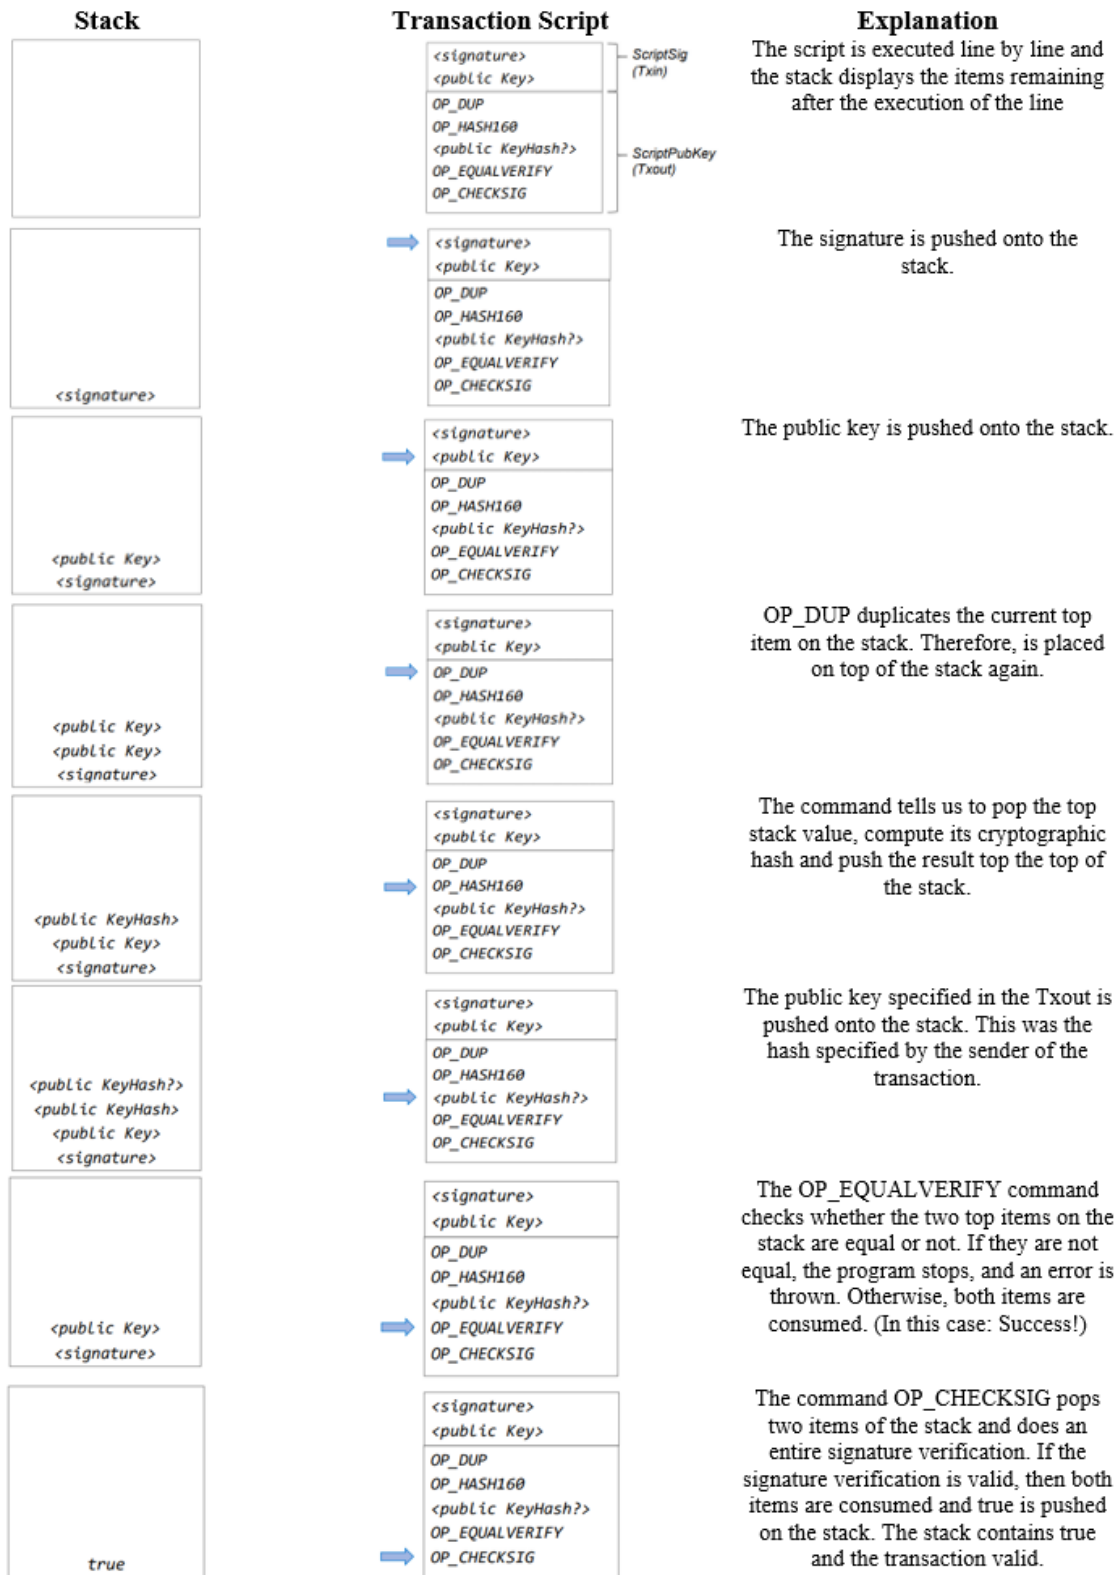 Stack
Transaction Script
Explanation
<signature>
<public Key>
OP_DUP
OP_HASH160
<public KeyHash?>
OP_EQUALVERIFY
OP_CHECKSIG
ScriptSig
(Txin)
ScriptPubKey
(Txout)
The script is executed line by line and
the stack displays the items remaining
after the execution of the line
<signature>
<signature>
<public Key>
OP_DUP
OP_HASH160
<public KeyHash?>
OP_EQUALVERIFY
OP_CHECKSIG
The signature is pushed onto the
stack.
<public Key>
<signature>
<signature>
<public Key>
OP_DUP
OP_HASH160
<public KeyHash?>
OP_EQUALVERIFY
OP_CHECKSIG
The public key is pushed onto the stack.
<public Key>
<public Key>
<signature>
<signature>
<public Key>
OP_DUP
OP_HASH160
<public KeyHash?>
OP_EQUALVERIFY
OP_CHECKSIG
OP_DUP duplicates the current top
item on the stack. Therefore, is placed
on top of the stack again.
<public KeyHash>
<public Key>
<signature>
<signature>
<public Key>
OP_DUP
OP_HASH160
<public KeyHash?>
OP_EQUALVERIFY
OP_CHECKSIG
The command tells us to pop the top
stack value, compute its cryptographic
hash and push the result top the top of
the stack.
<public KeyHash?>
<public KeyHash>
<public Key>
<signature>
<signature>
<public Key>
OP_DUP
OP_HASH160
<public KeyHash?>
OP_EQUALVERIFY
OP_CHECKSIG
The public key specified in the Txout is
pushed onto the stack. This was the
hash specified by the sender of the
transaction.
<public Key>
<signature>
<signature>
<public Key>
OP_DUP
OP_HASH160
<public KeyHash?>
OP_EQUALVERIFY
OP_CHECKSIG
The OP_EQUALVERIFY command
checks whether the two top items on the
stack are equal or not. If they are not
equal, the program stops, and an error is
thrown. Otherwise, both items are
consumed. (In this case: Success!)
true
<signature>
<public Key>
OP_DUP
OP_HASH160
<public KeyHash?>
OP_EQUALVERIFY
OP_CHECKSIG
The command OP_CHECKSIG pops
two items of the stack and does an
entire signature verification. If the
signature verification is valid, then both
items are consumed and true is pushed
on the stack. The stack contains true
and the transaction valid.